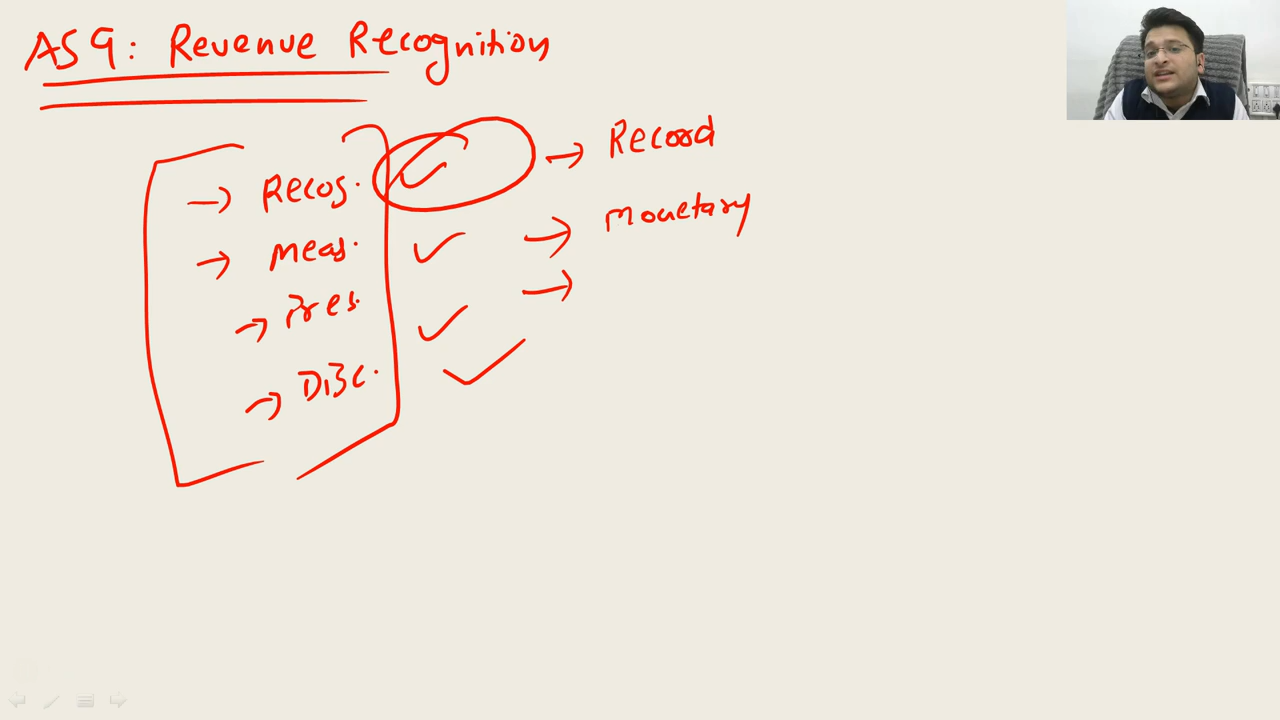 AS 9: Revenue Recognition
→ Recog. → Record
→ Meas. → Monetary
→ Pres. →
→ Disc.